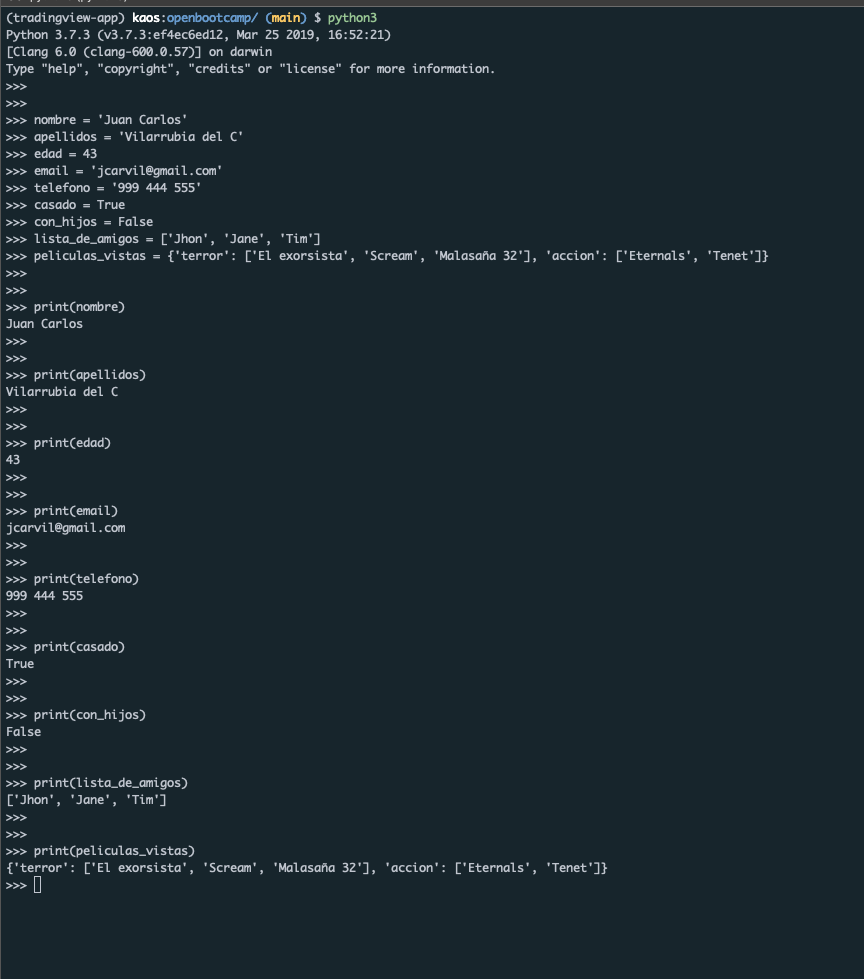 (tradingview-app) kaos:openbootcamp/ (main) $ python3
Python 3.7.3 (v3.7.3:ef4ec6ed12, Mar 25 2019, 16:52:21)
[Clang 6.0 (clang-600.0.57)] on darwin
Type "help", "copyright", "credits" or "license" for more information.
>>>
>>>
>>> nombre = 'Juan Carlos'
>>> apellidos = 'Vilarrubia del C'
>>> edad = 43
>>> email = 'jcarvil@gmail.com'
>>> telefono = '999 444 555'
>>> casado = True
>>> con_hijos = False
>>> lista_de_amigos = ['Jhon', 'Jane', 'Tim']
>>> peliculas_vistas = {'terror': ['El exorsista', 'Scream', 'Malasaña 32'], 'accion': ['Eternals', 'Tenet']}
>>>
>>>
>>> print(nombre)
Juan Carlos
>>>
>>>
>>> print(apellidos)
Vilarrubia del C
>>>
>>>
>>> print(edad)
43
>>>
>>>
>>> print(email)
jcarvil@gmail.com
>>>
>>>
>>> print(telefono)
999 444 555
>>>
>>>
>>> print(casado)
True
>>>
>>>
>>> print(con_hijos)
False
>>>
>>>
>>> print(lista_de_amigos)
['Jhon', 'Jane', 'Tim']
>>>
>>>
>>> print(peliculas_vistas)
{'terror': ['El exorsista', 'Scream', 'Malasaña 32'], 'accion': ['Eternals', 'Tenet']}
>>>